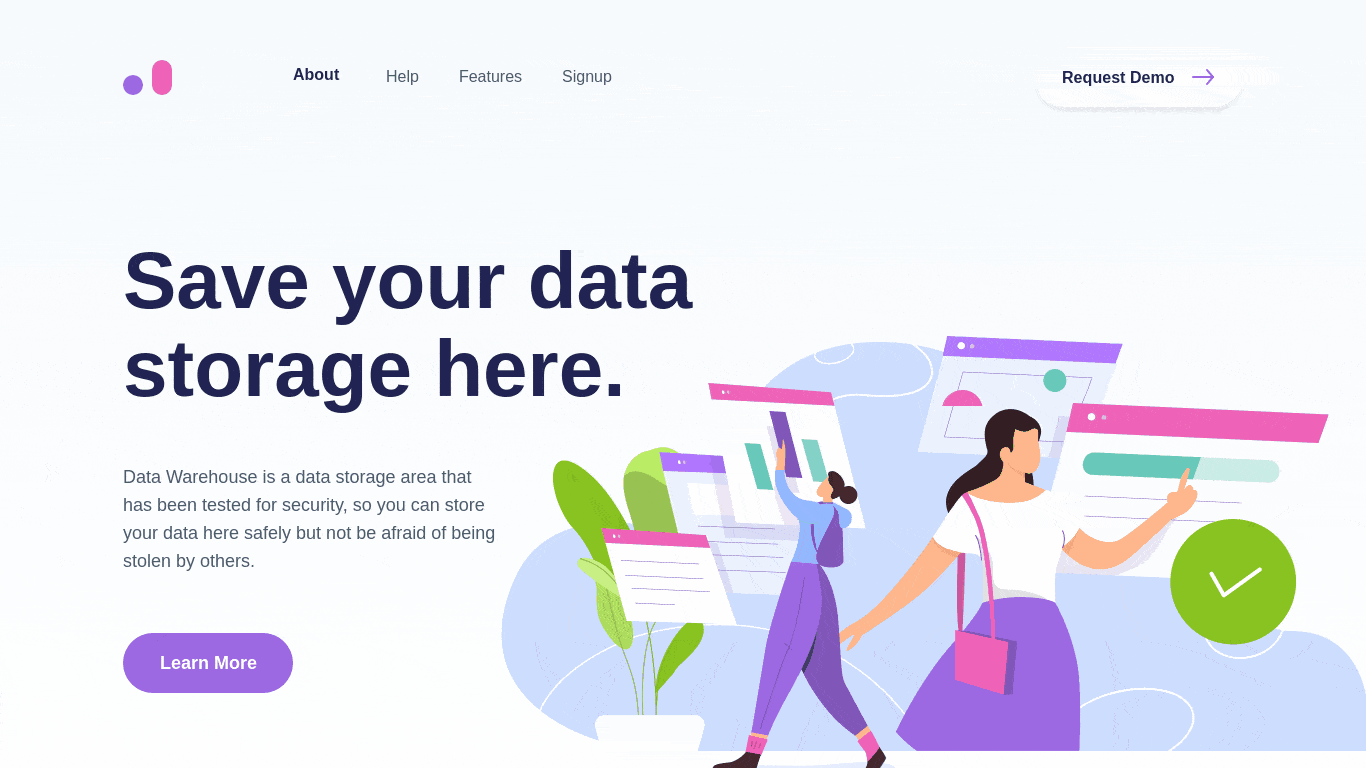 About
Help
Features
Signup
Request Demo
Save your data
storage here.
Data Warehouse is a data storage area that
has been tested for security, so you can store
your data here safely but not be afraid of being
stolen by others.
Learn More